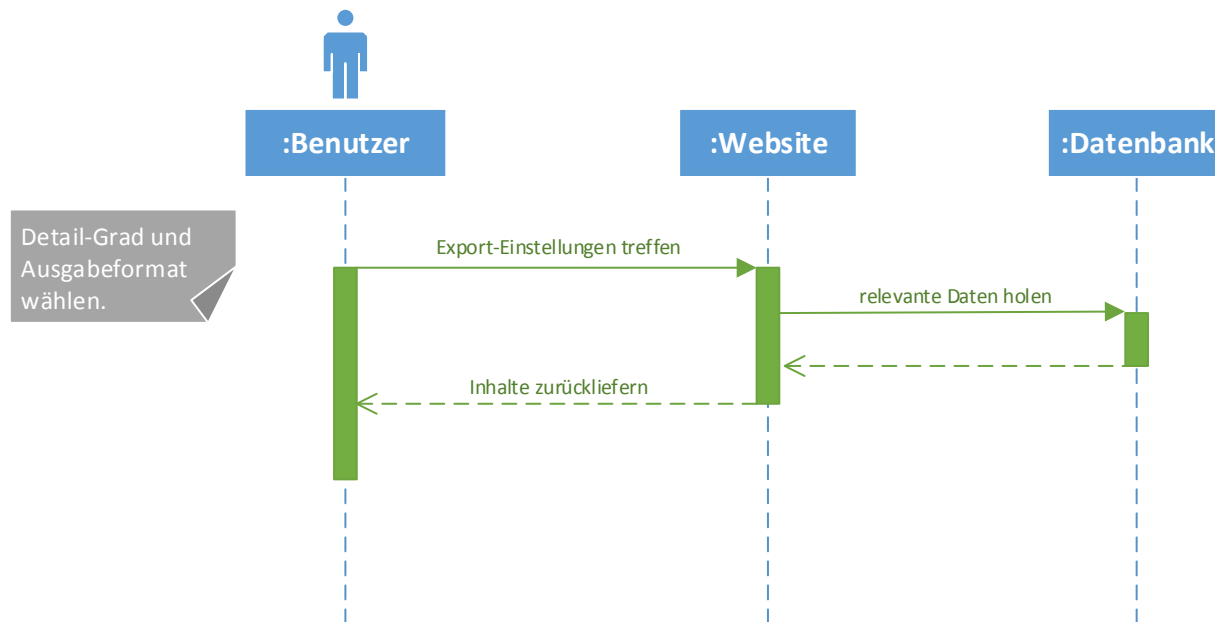 :Benutzer
:Website
:Datenbank
Detail-Grad und
Ausgabeformat
wählen.
Export-Einstellungen treffen
relevante Daten holen
Inhalte zurückliefern